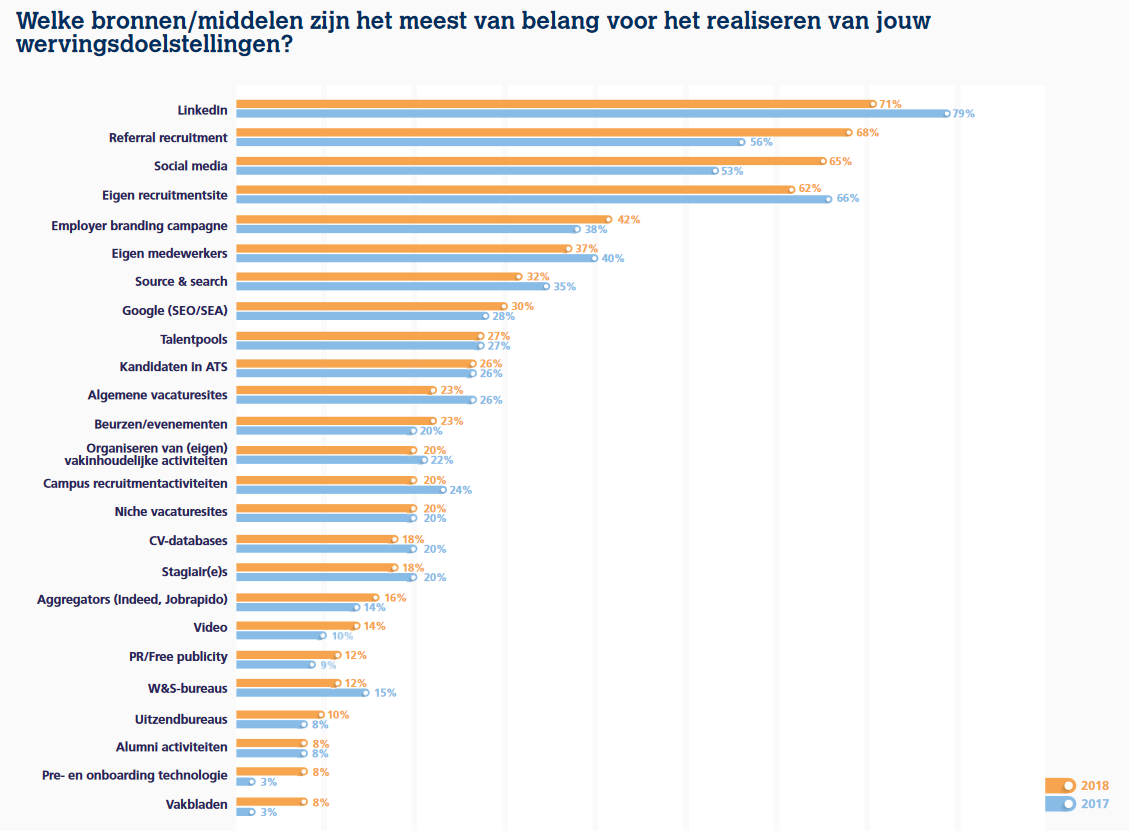 Welke bronnen/middelen zijn het meest van belang voor het realiseren van jouw
wervingsdoelstellingen?
LinkedIn 71% 79%
Referral recruitment 68% 56%
Social media 65% 53%
Eigen recruitmentsite 62% 66%
Employer branding campagne 42% 38%
Eigen medewerkers 37% 40%
Source & search 32% 35%
Google (SEO/SEA) 30% 28%
Talentpools 27% 27%
Kandidaten in ATS 26% 26%
Algemene vacaturesites 23% 26%
Beurzen/evenementen 23% 20%
Organiseren van (eigen)
vakinhoudelijke activiteiten 20% 22%
Campus recruitmentactiviteiten 20% 24%
Niche vacaturesites 20% 20%
CV-databases 18% 20%
Stagiair(e)s 18% 20%
Aggregators (Indeed, Jobrapido) 16% 14%
Video 14% 10%
PR/Free publicity 12% 9%
W&S-bureaus 12% 15%
Uitzendbureaus 10% 8%
Alumni activiteiten 8% 8%
Pre- en onboarding technologie 8% 3%
Vakbladen 8% 3%
2018
2017